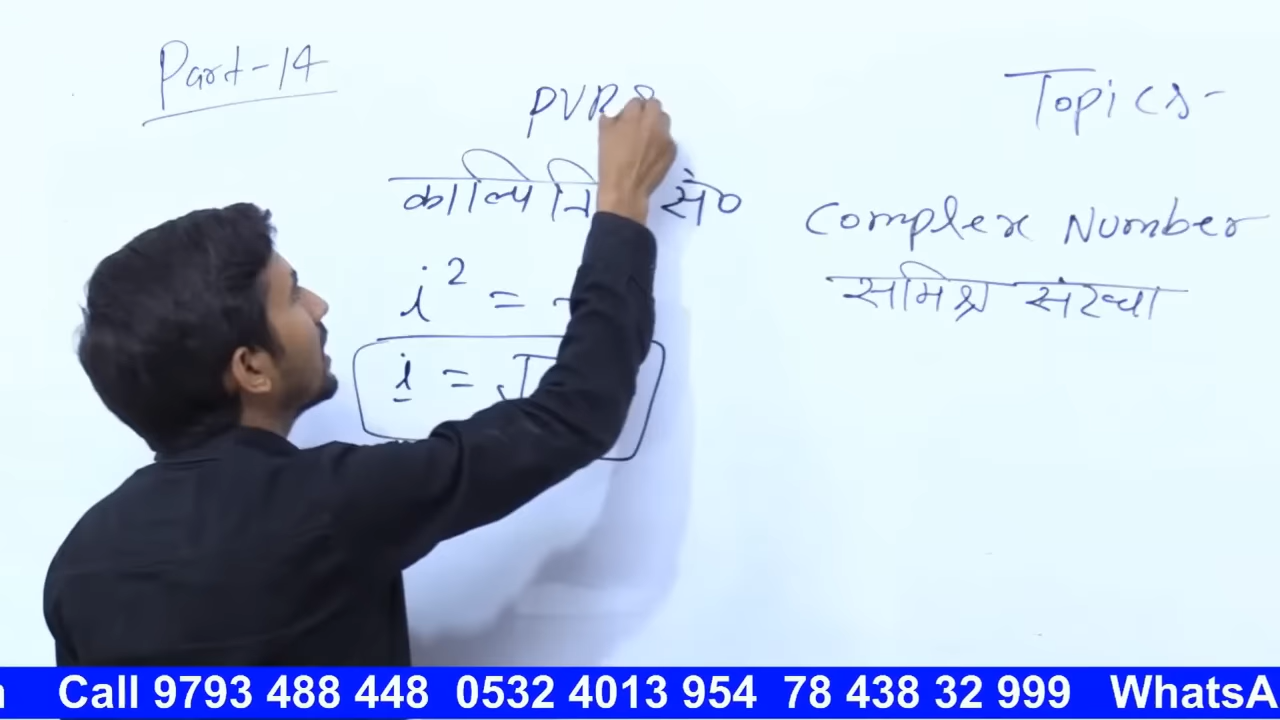 Part-14
PVR
Topics-
काल्पनि सं०
Complex Number
समिश्र संख्या
i² = -
i = √
Call 9793 488 448 0532 4013 954 78 438 32 999 WhatsA